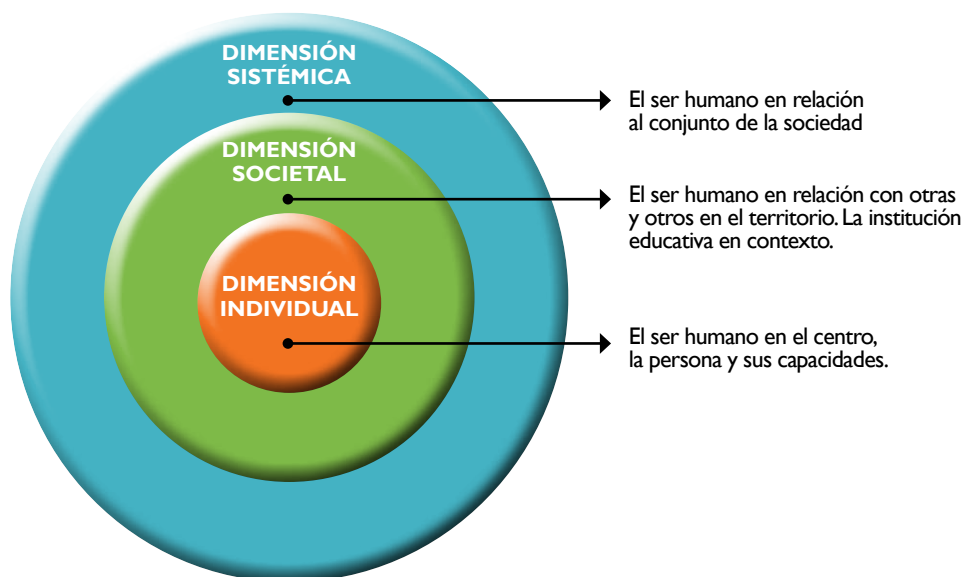 DIMENSIÓN
SISTÉMICA
El ser humano en relación
al conjunto de la sociedad
DIMENSIÓN
SOCIETAL
El ser humano en relación con otras
y otros en el territorio. La institución
educativa en contexto.
DIMENSIÓN
INDIVIDUAL
El ser humano en el centro,
la persona y sus capacidades.